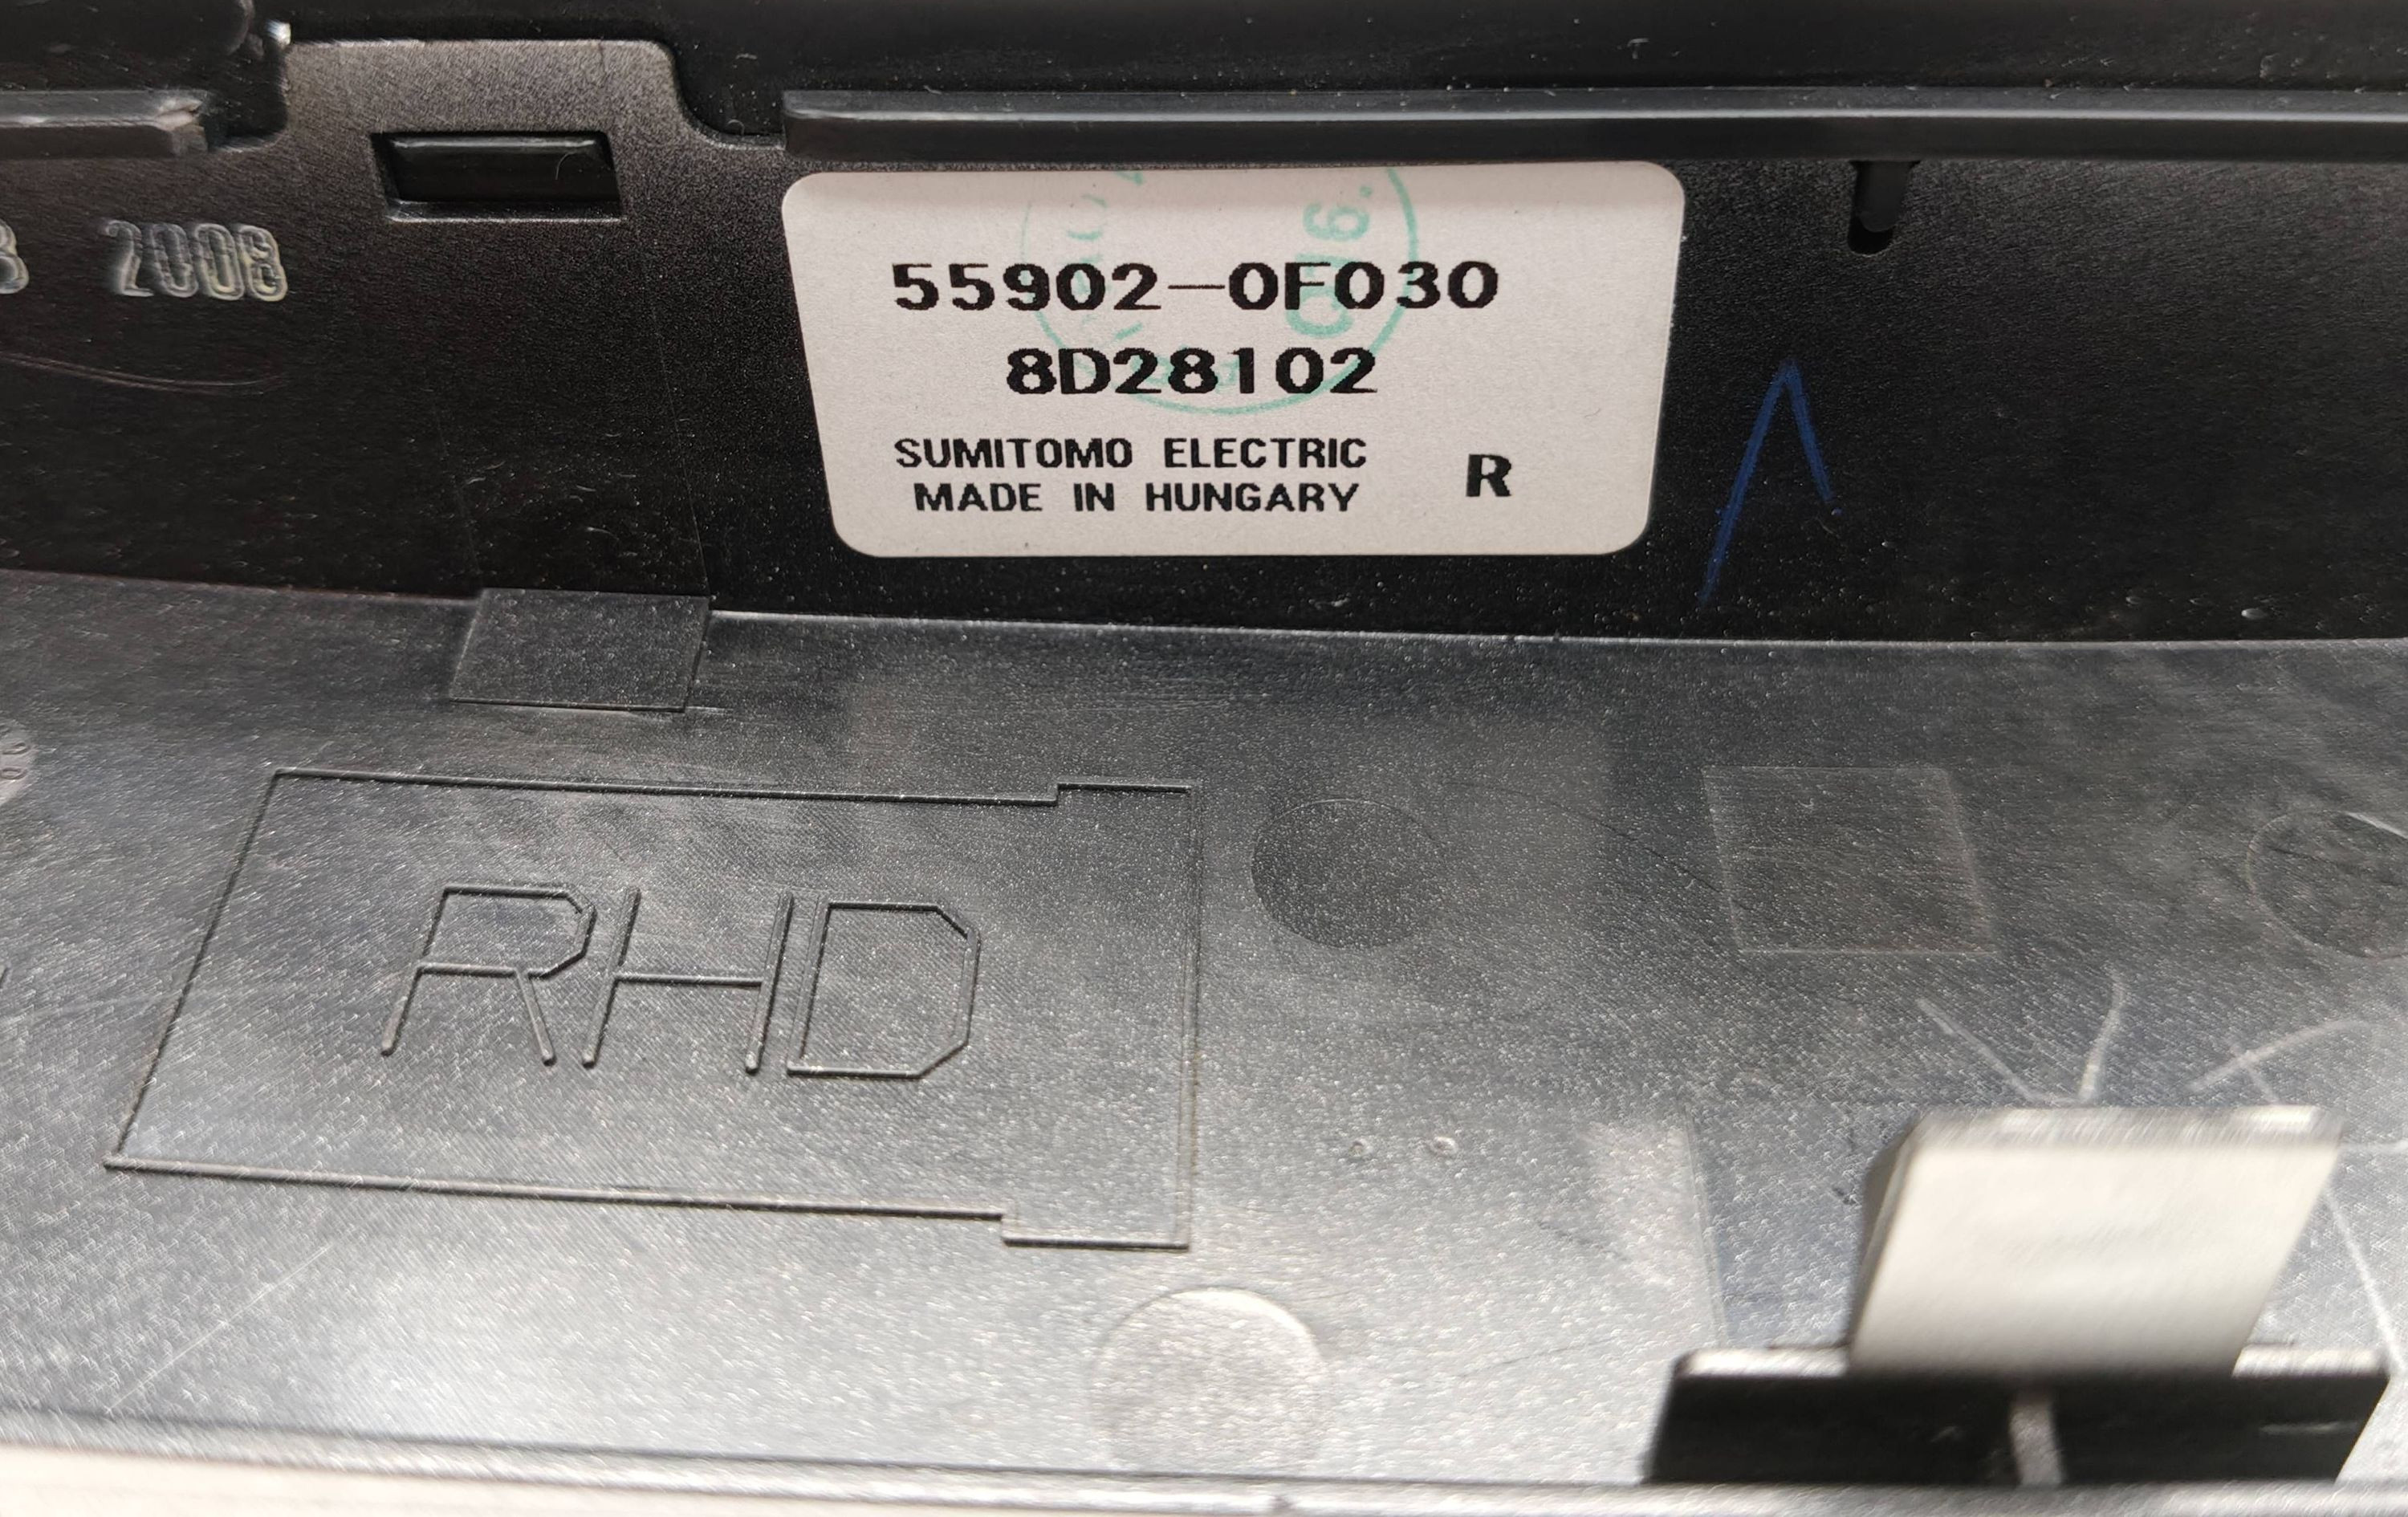 2008
55902-0F030
8D28102
SUMITOMO ELECTRIC
MADE IN HUNGARY
R
RHD